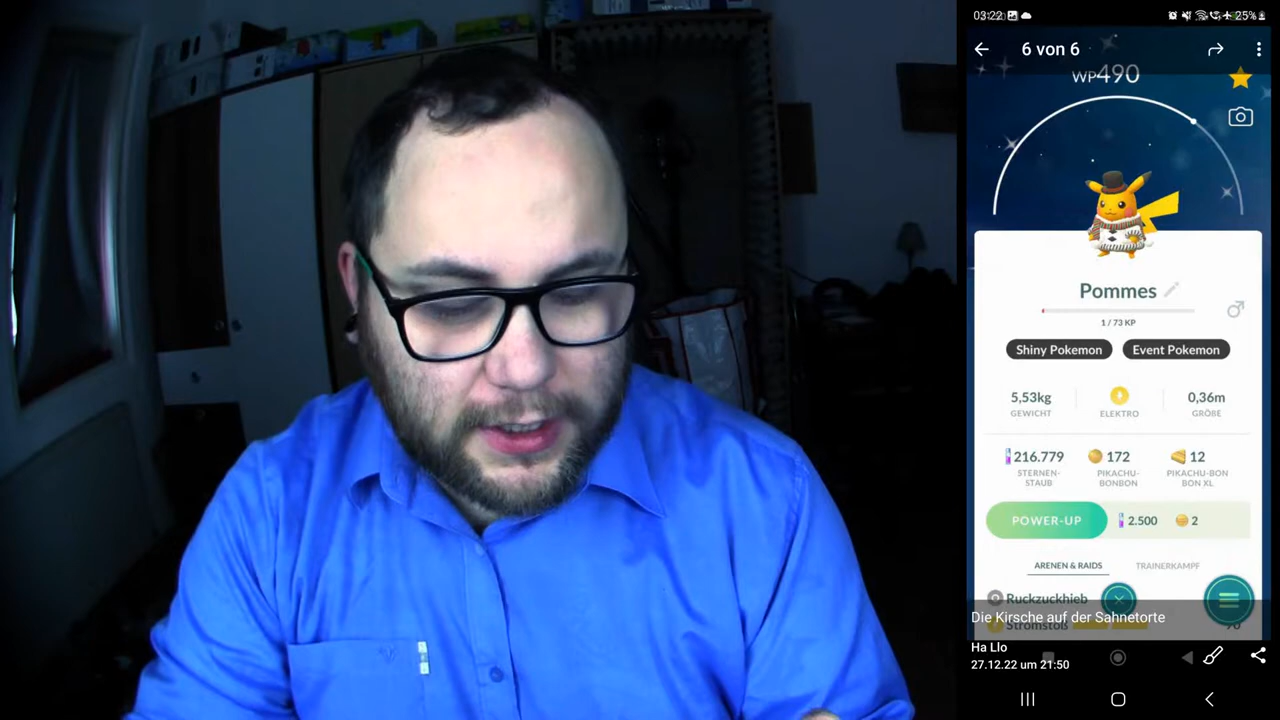 03:22
25%
6 von 6
WP490
Pommes
1 / 73 KP
Shiny Pokemon
Event Pokemon
5,53kg
GEWICHT
ELEKTRO
0,36m
GRÖßE
216.779
STERNEN-
STAUB
172
PIKACHU-
BONBON
12
PIKACHU-BON
BON XL
POWER-UP
2.500
2
ARENEN & RAIDS
TRAINERKAMPF
Ruckzuckhieb
Stromstoß
90
Die Kirsche auf der Sahnetorte
Ha Llo
27.12.22 um 21:50